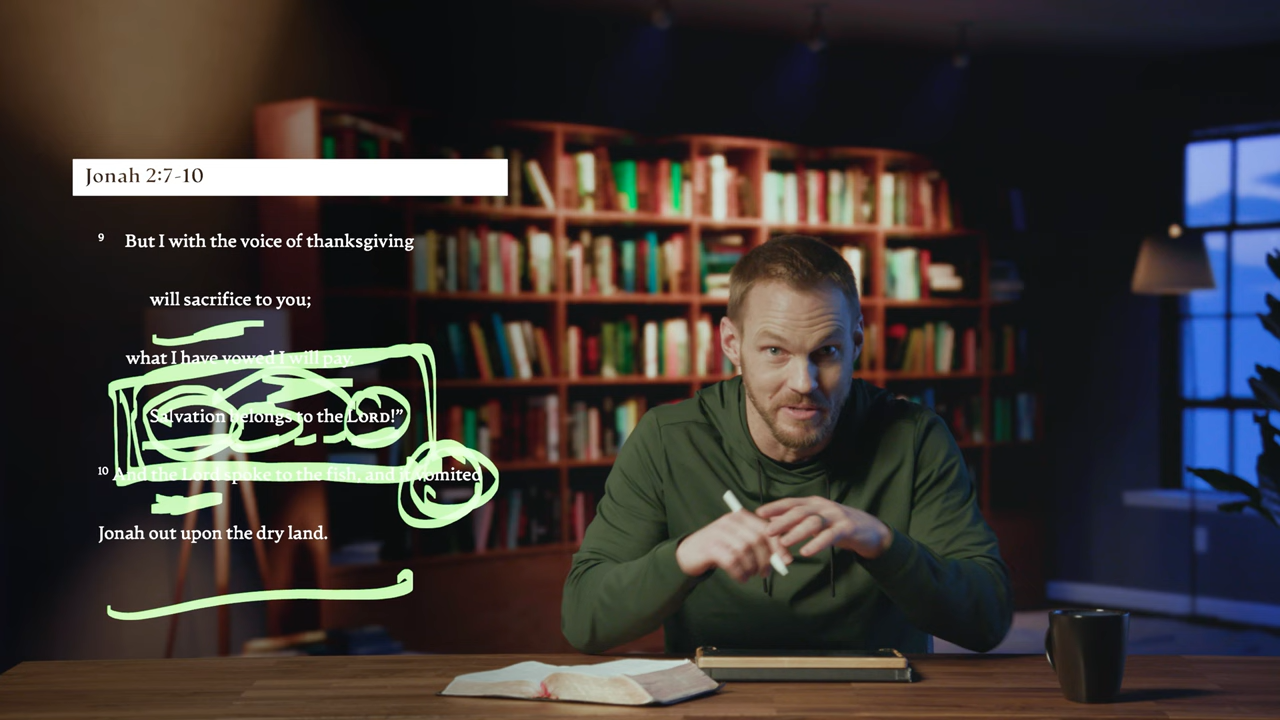 Jonah 2:7-10
9 But I with the voice of thanksgiving
will sacrifice to you;
what I have vowed I will pay.
Salvation belongs to the LORD!”
10 And the Lord spoke to the fish, and it vomited
Jonah out upon the dry land.